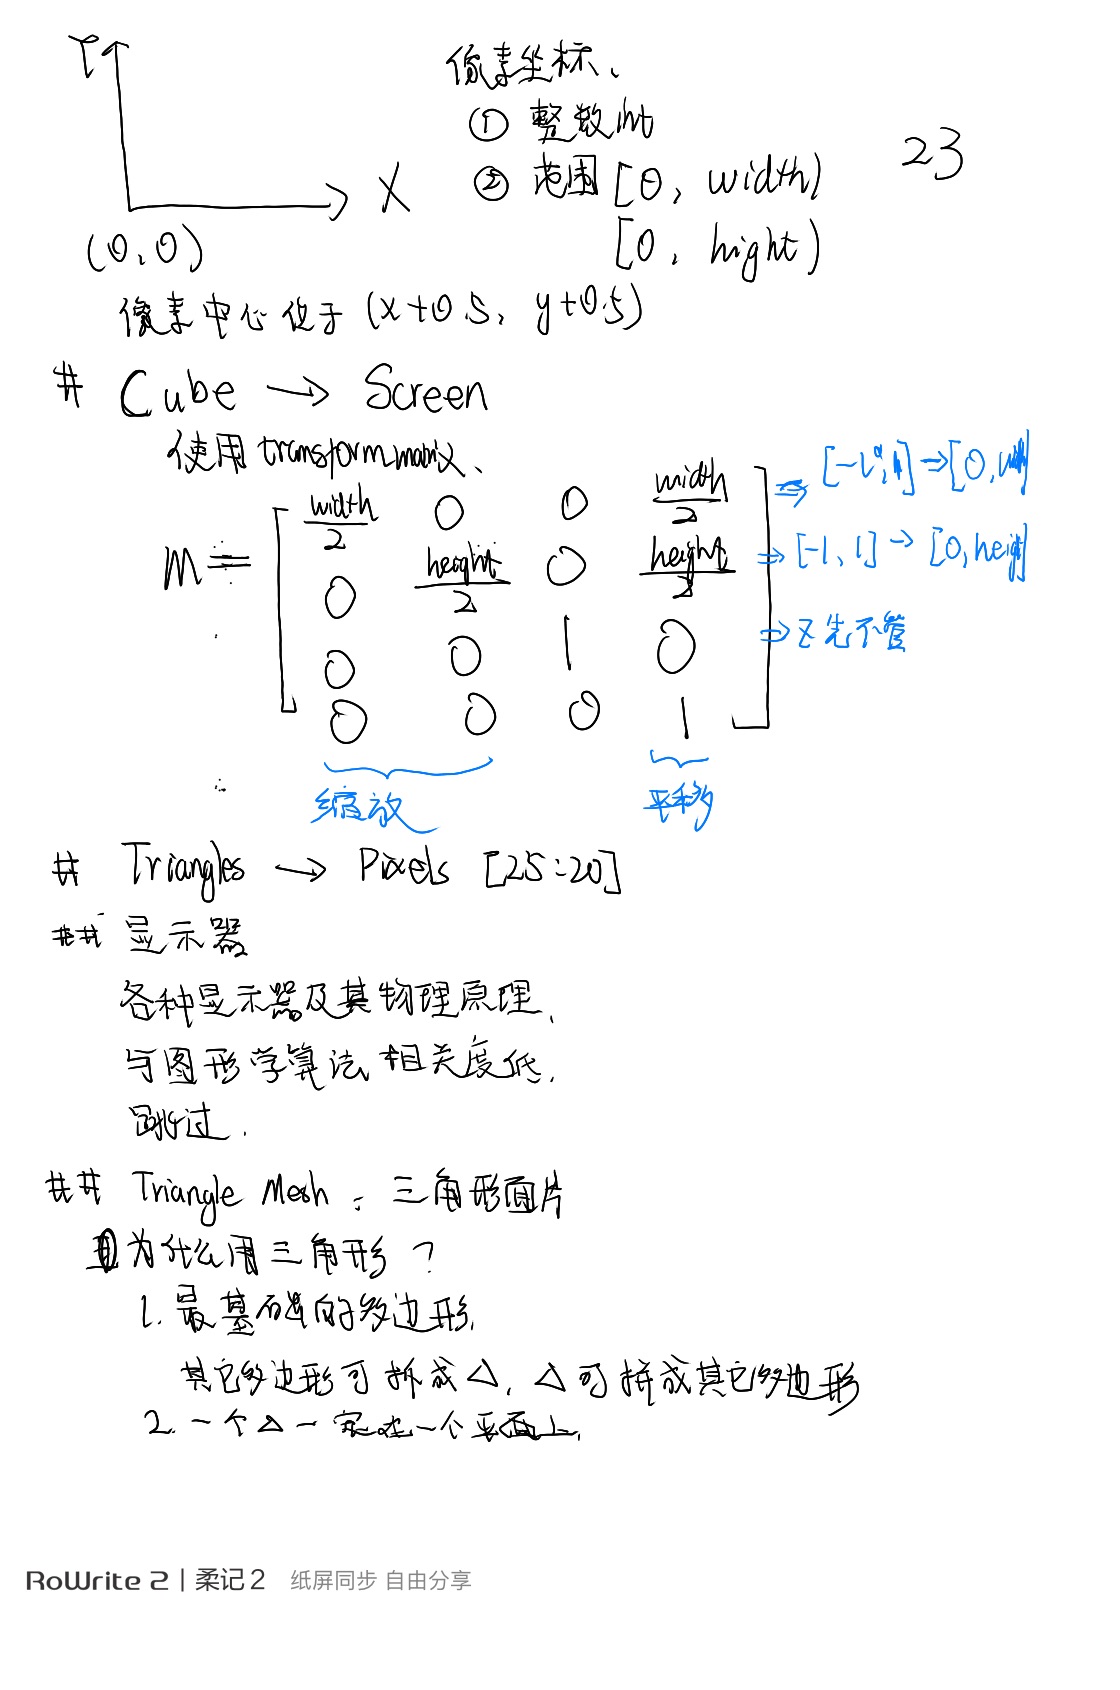 Y
像素坐标、
① 整数 int
23
② 范围 [0, width)
X
[0, hight)
(0,0)
像素中心位于 (x+0.5, y+0.5)
# Cube → Screen
使用 transform matrix、
M =
width/2 0 0 width/2 ⇒ [-1, 1] → [0, width]
0 height/2 0 height/2 ⇒ [-1, 1] → [0, height]
0 0 1 0 ⇒ Z先不管
0 0 0 1
缩放 平移
# Triangles → Pixels [25:20]
## 显示器
各种显示器及其物理原理、
与图形学算法相关度低.
跳过.
## Triangle Mesh : 三角形面片
为什么用三角形?
1. 最基础的多边形.
其它多边形可拆成△, △可拼成其它多边形
2. 一个△一定在一个平面上.
RoWrite 2 | 柔记 2 纸屏同步 自由分享